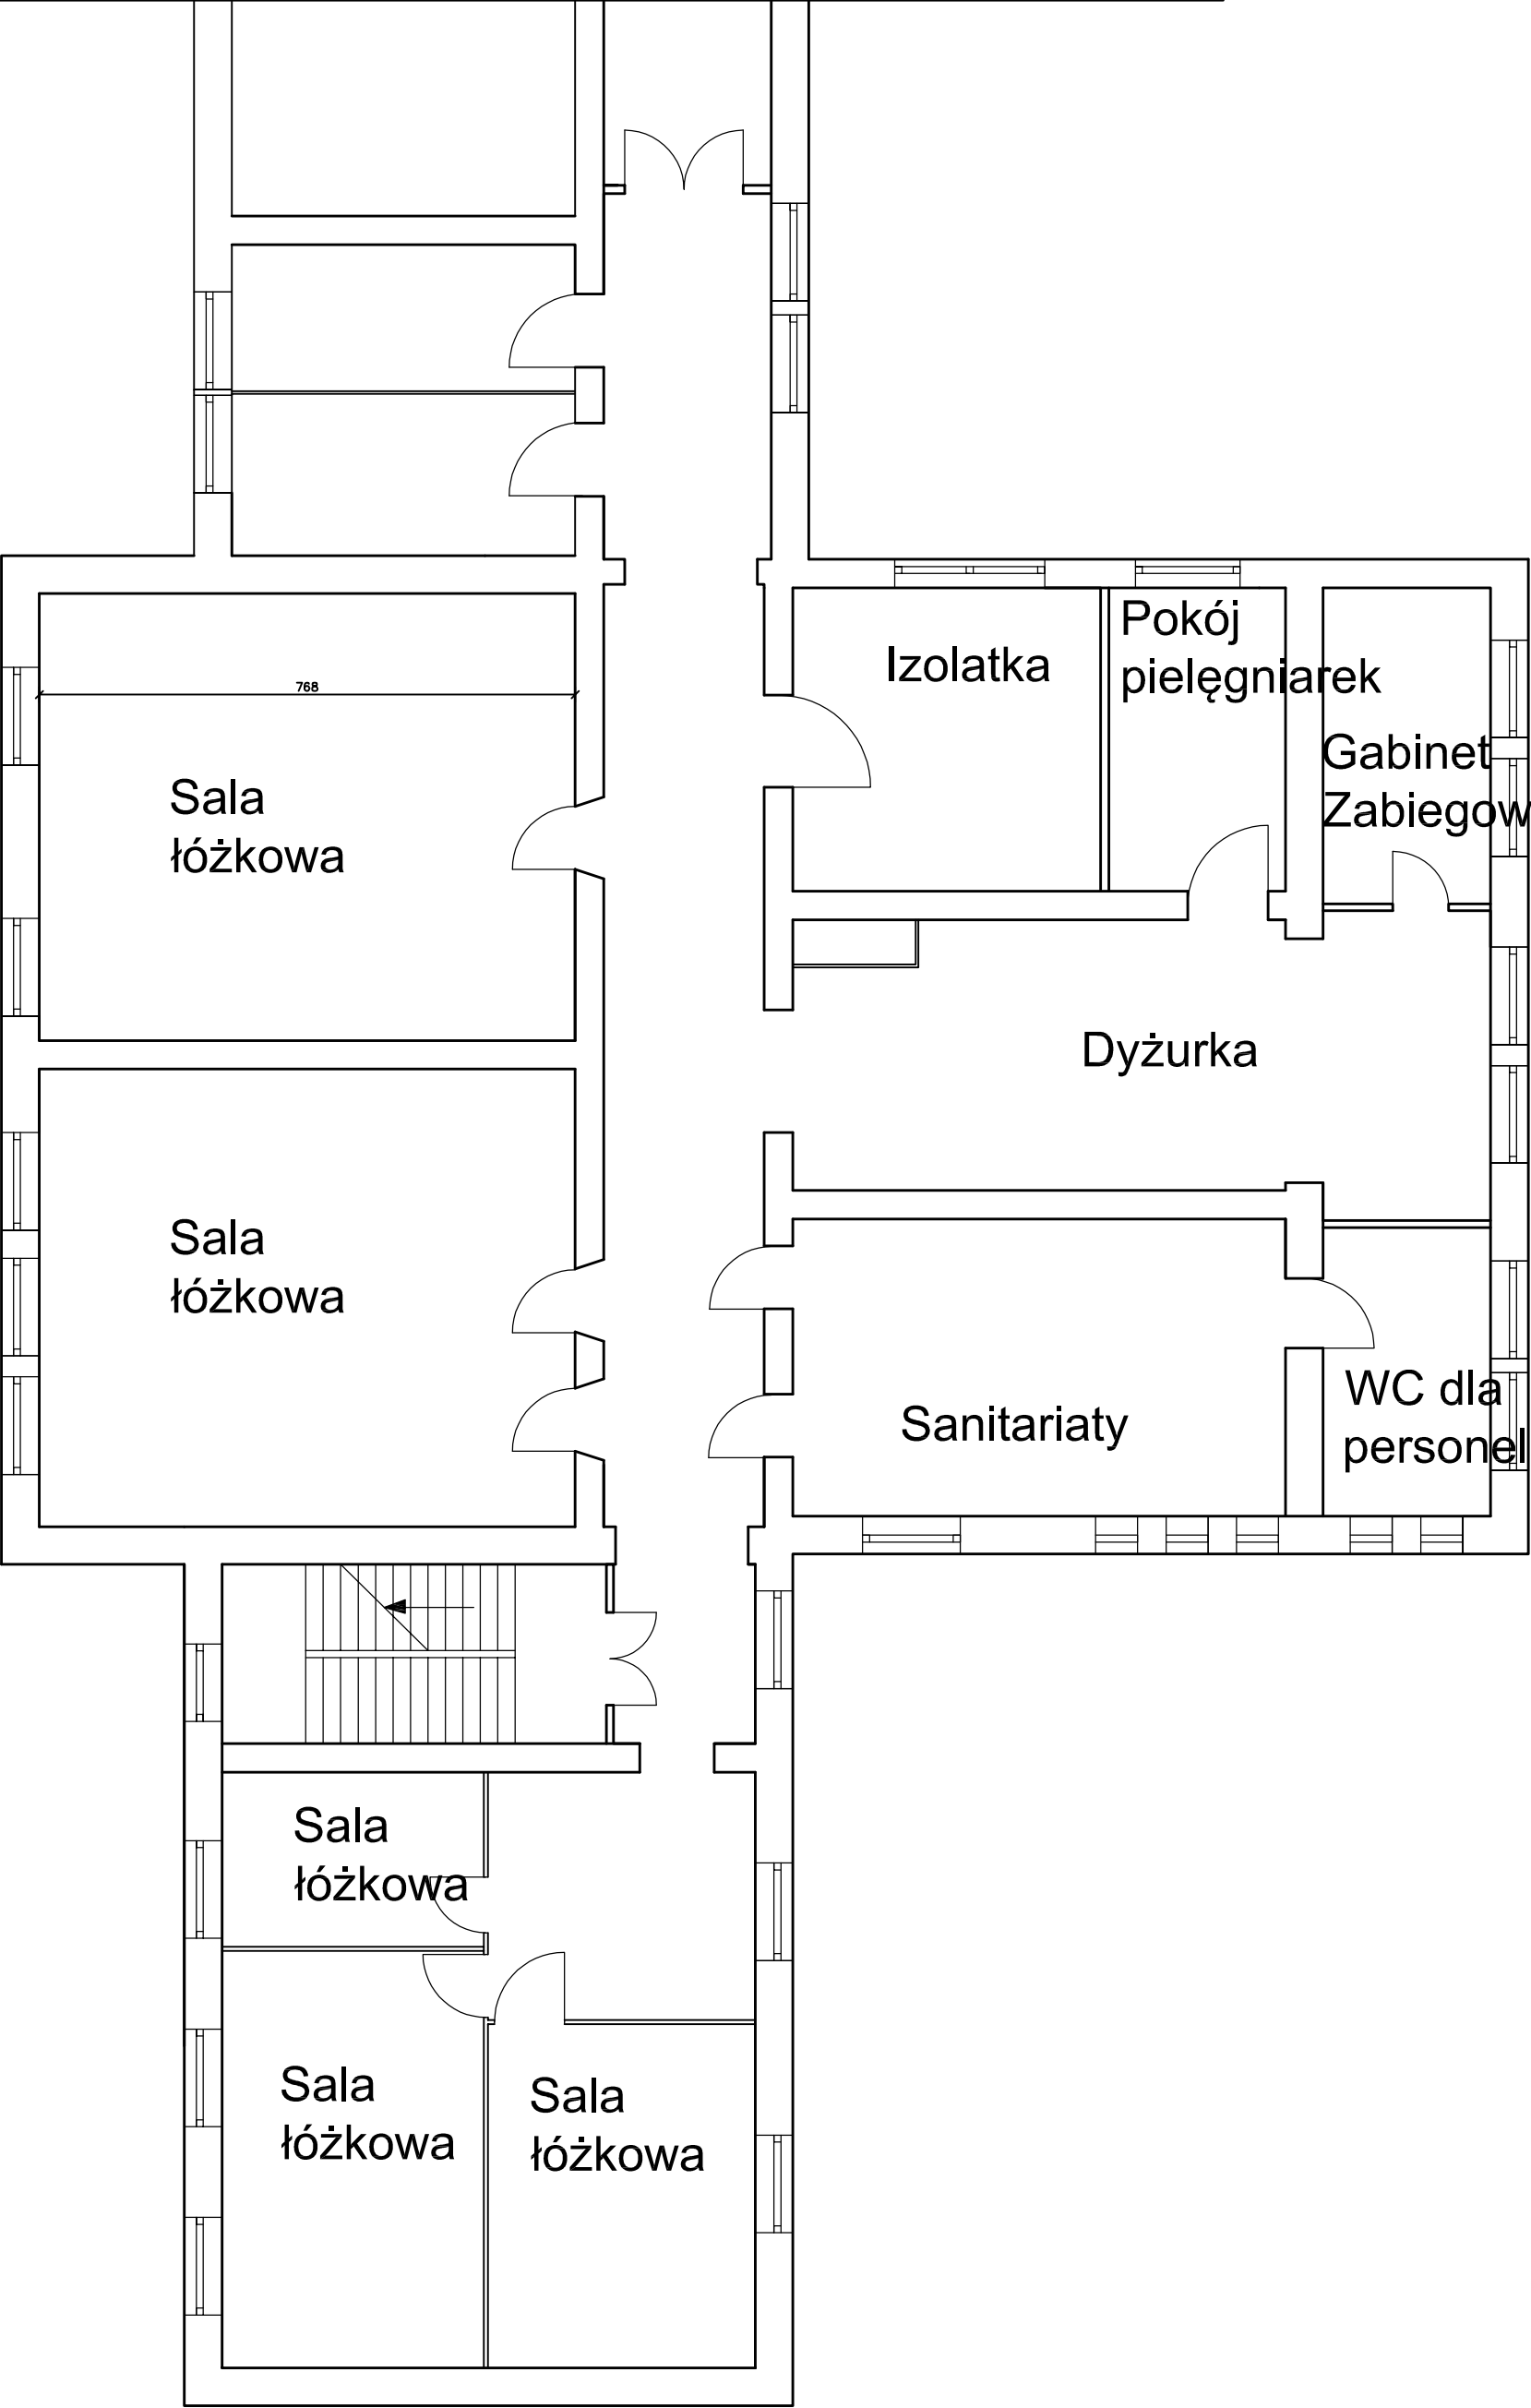 Izolatka
Pokój
pielęgniarek
768
Gabinet
Zabiegow
Sala
łóżkowa
Dyżurka
Sala
łóżkowa
WC dla
personel
Sanitariaty
Sala
łóżkowa
Sala
łóżkowa
Sala
łóżkowa